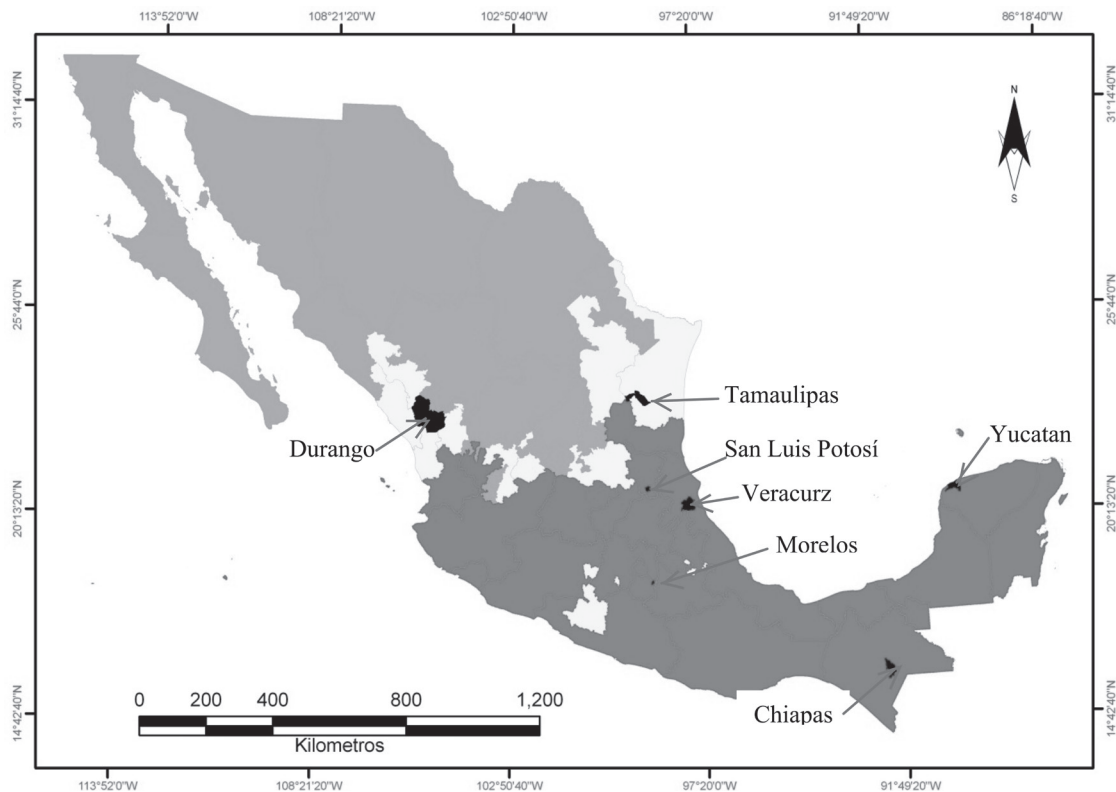 113°52'0"W 108°21'20"W 102°50'40"W 97°20'0"W 91°49'20"W 86°18'40"W
31°14'40"N
31°14'40"N
N
S
25°44'0"N
25°44'0"N
Tamaulipas
Durango
San Luis Potosí
Yucatan
Veracurz
20°13'20"N
20°13'20"N
Morelos
0 200 400 800 1,200
Kilometros
Chiapas
14°42'40"N
14°42'40"N
113°52'0"W 108°21'20"W 102°50'40"W 97°20'0"W 91°49'20"W